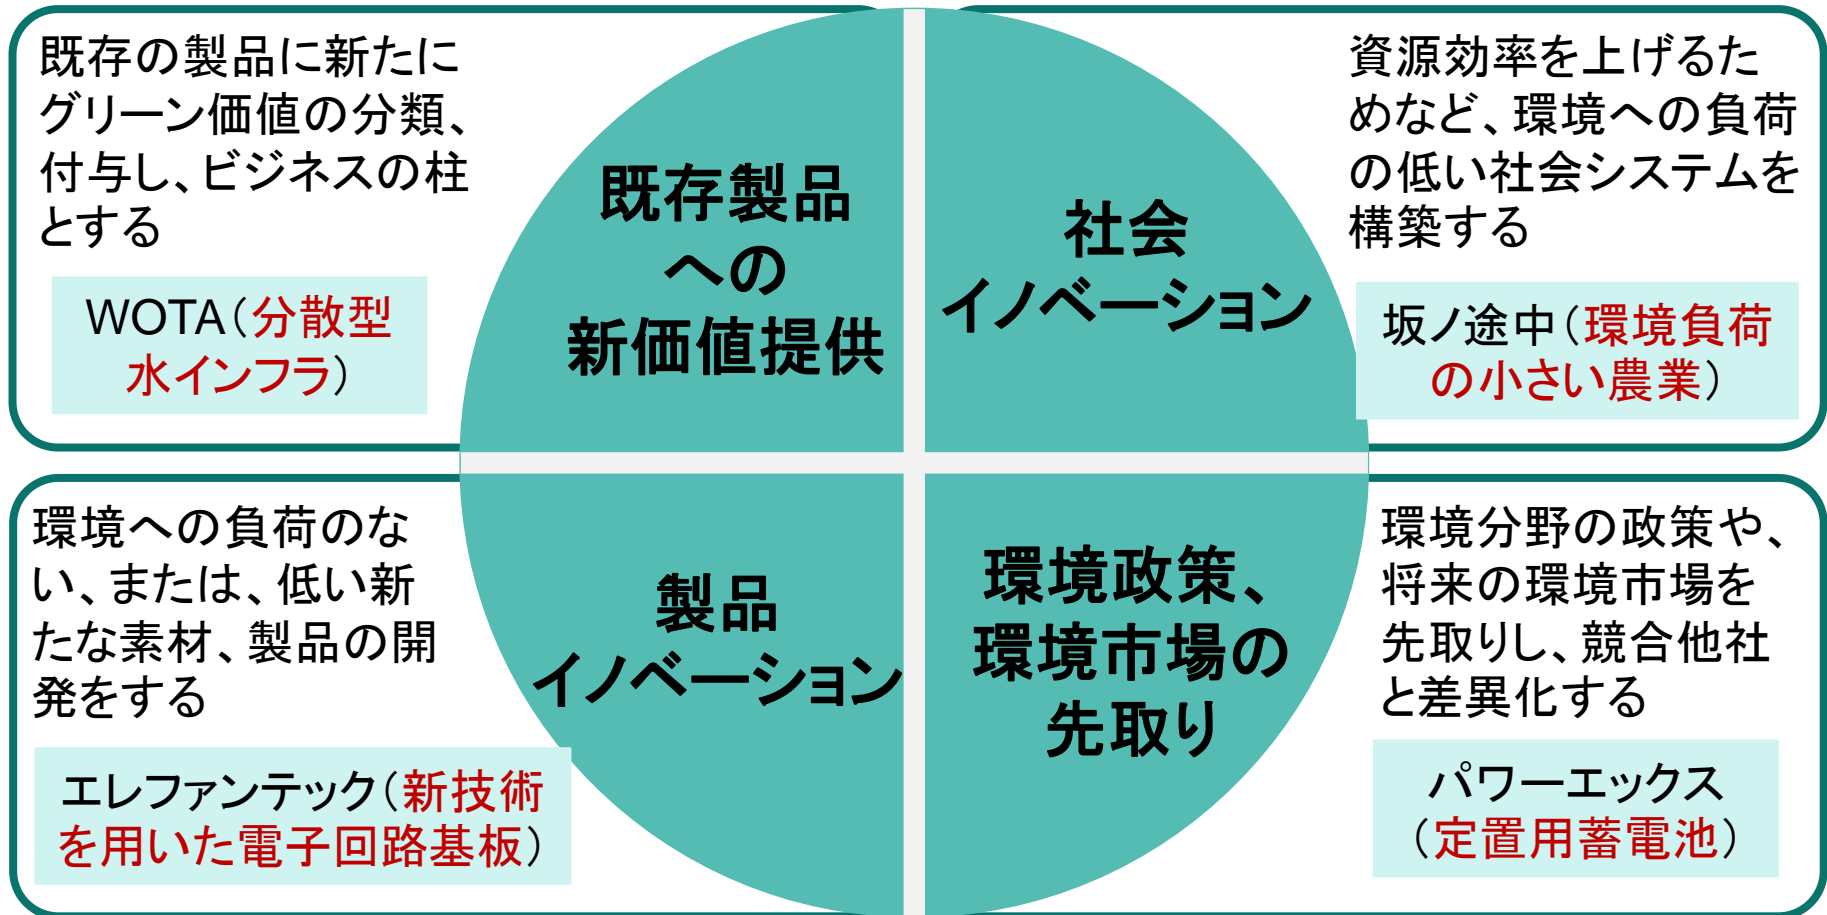 既存の製品に新たに
グリーン価値の分類、
付与し、ビジネスの柱
とする
WOTA（分散型
水インフラ）
既存製品
への
新価値提供
社会
イノベーション
資源効率を上げるた
めなど、環境への負荷
の低い社会システムを
構築する
坂ノ途中（環境負荷
の小さい農業）
環境への負荷のな
い、または、低い新
たな素材、製品の開
発をする
エレファンテック（新技術
を用いた電子回路基板）
製品
イノベーション
環境政策、
環境市場の
先取り
環境分野の政策や、
将来の環境市場を
先取りし、競合他社
と差異化する
パワーエックス
（定置用蓄電池）